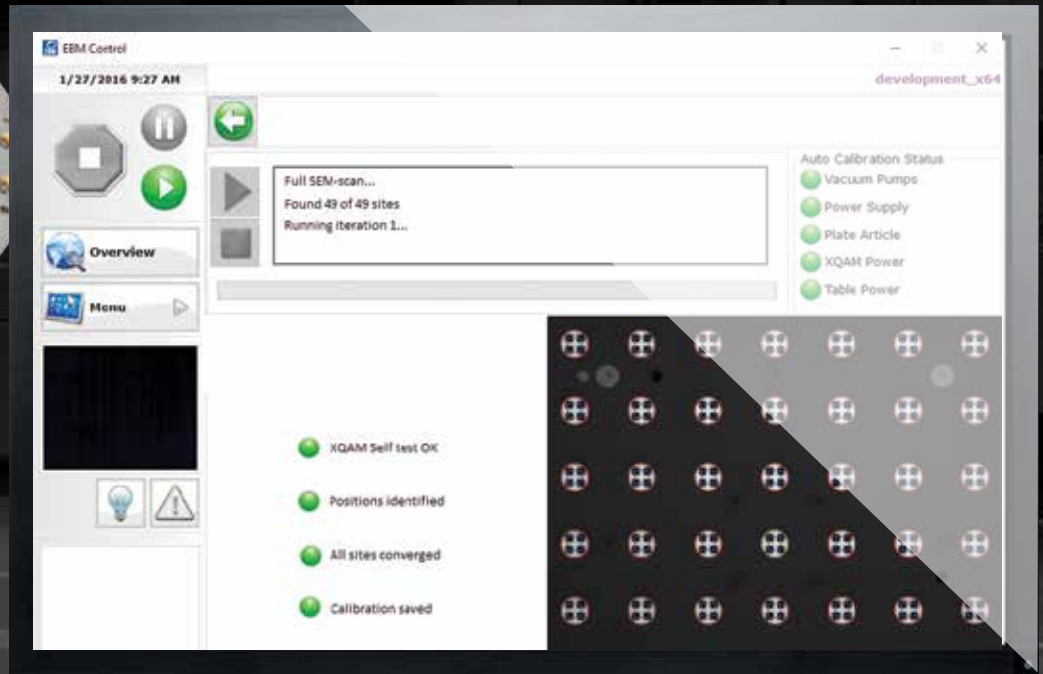 EBM Control
1/27/2016 9:27 AM
development_x64
Full SEM-scan...
Found 49 of 49 sites
Running iteration 1...
Auto Calibration Status
Vacuum Pumps
Power Supply
Plate Article
XQAM Power
Table Power
Overview
Menu
XQAM Self test OK
Positions identified
All sites converged
Calibration saved